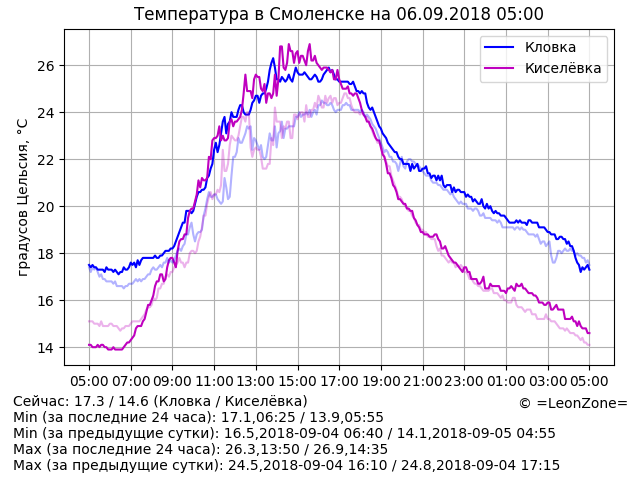 Температура в Смоленске на 06.09.2018 05:00
Кловка
Киселёвка
градусов Цельсия, °C
26
24
22
20
18
16
14
05:00 07:00 09:00 11:00 13:00 15:00 17:00 19:00 21:00 23:00 01:00 03:00 05:00
Сейчас: 17.3 / 14.6 (Кловка / Киселёвка)
© =LeonZone=
Min (за последние 24 часа): 17.1,06:25 / 13.9,05:55
Min (за предыдущие сутки): 16.5,2018-09-04 06:40 / 14.1,2018-09-05 04:55
Max (за последние 24 часа): 26.3,13:50 / 26.9,14:35
Max (за предыдущие сутки): 24.5,2018-09-04 16:10 / 24.8,2018-09-04 17:15